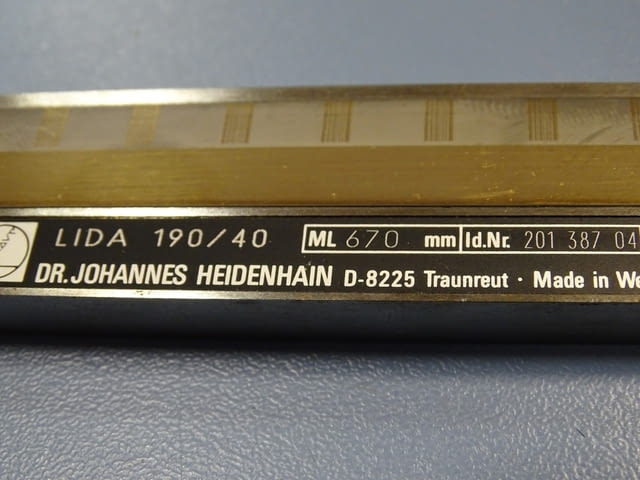 LIDA 190/40 ML 670 mm Id.Nr. 201 387 04
DR. JOHANNES HEIDENHAIN D-8225 Traunreut · Made in We